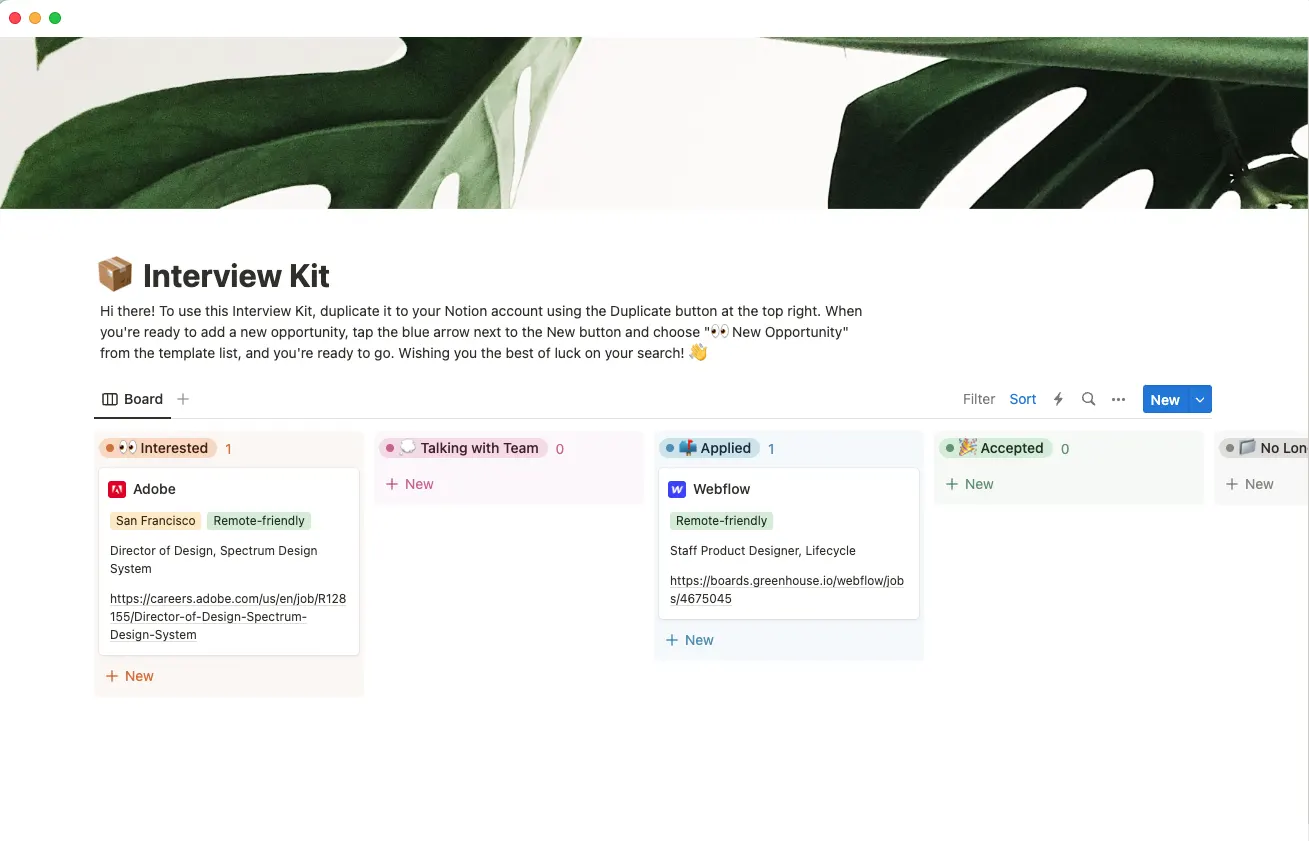 📦 Interview Kit
Hi there! To use this Interview Kit, duplicate it to your Notion account using the Duplicate button at the top right. When
you're ready to add a new opportunity, tap the blue arrow next to the New button and choose "👀 New Opportunity"
from the template list, and you're ready to go. Wishing you the best of luck on your search! 👋
Board
Filter Sort New
👀 Interested 1
Adobe
San Francisco Remote-friendly
Director of Design, Spectrum Design
System
https://careers.adobe.com/us/en/job/R128
155/Director-of-Design-Spectrum-
Design-System
+ New
💭 Talking with Team 0
+ New
📫 Applied 1
Webflow
Remote-friendly
Staff Product Designer, Lifecycle
https://boards.greenhouse.io/webflow/job
s/4675045
+ New
🎉 Accepted 0
+ New
No Lon
+ New